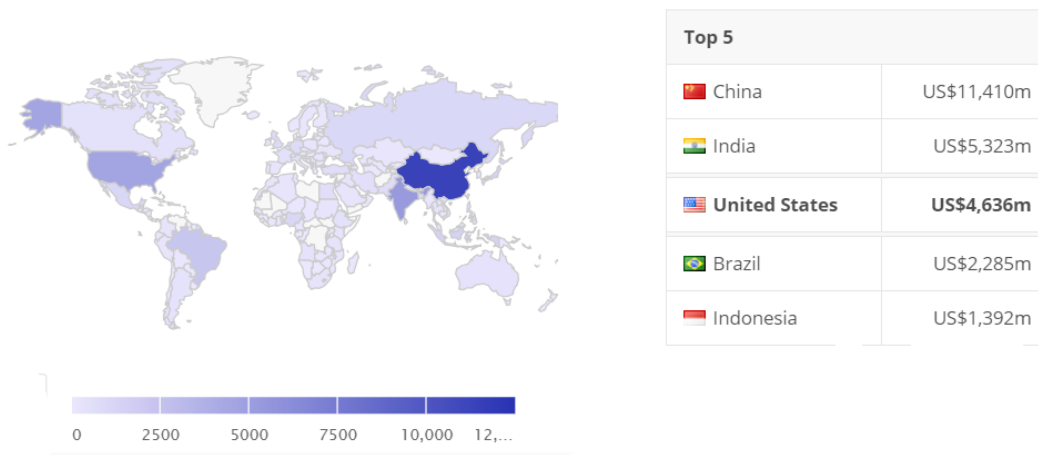 Top 5
China US$11,410m
India US$5,323m
United States US$4,636m
Brazil US$2,285m
Indonesia US$1,392m
0 2500 5000 7500 10,000 12,...